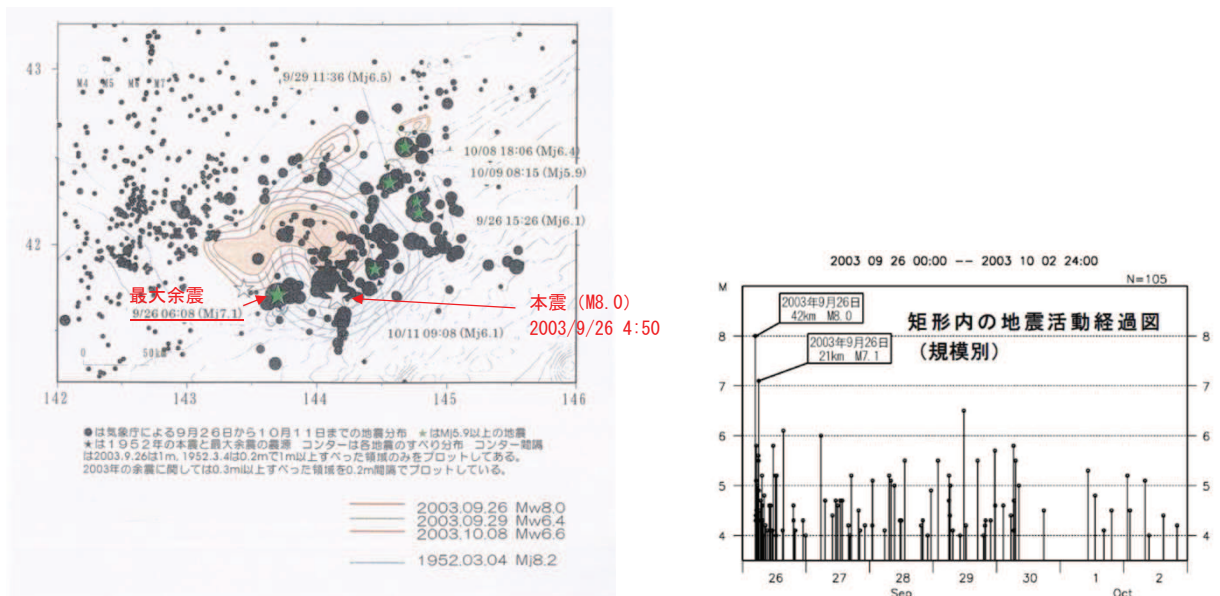 43
42
M4 M5 M6 M7
9/29 11:36 (Mj6.5)
10/08 18:06 (Mj6.4)
10/09 08:15 (Mj5.9)
9/26 15:26 (Mj6.1)
最大余震
9/26 06:08 (Mj7.1)
本震 (M8.0)
2003/9/26 4:50
10/11 09:08 (Mj6.1)
0 50km
142 143 144 145 146
●は気象庁による9月26日から10月11日までの地震分布 ★はMj5.9以上の地震
★は1952年の本震と最大余震の震源 コンターは各地震のすべり分布 コンター間隔
は2003.9.26は1m, 1952.3.4は0.2mで1m以上すべった領域のみをプロットしてある。
2003年の余震に関しては0.3m以上すべった領域を0.2m間隔でプロットしている。
2003.09.26 Mw8.0
2003.09.29 Mw6.4
2003.10.08 Mw6.6
1952.03.04 Mj8.2
2003 09 26 00:00 -- 2003 10 02 24:00
N=105
M
2003年9月26日
42km M8.0
2003年9月26日
21km M7.1
矩形内の地震活動経過図
(規模別)
8 8
7 7
6 6
5 5
4 4
26 27 28 29 30 1 2
Sep Oct